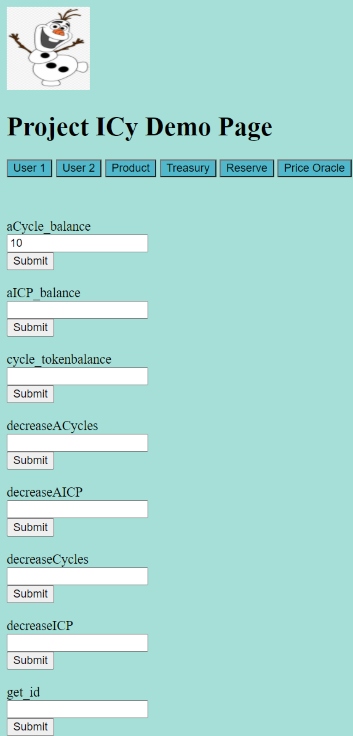 Project ICy Demo Page
User 1 User 2 Product Treasury Reserve Price Oracle
aCycle_balance
10
Submit
aICP_balance
Submit
cycle_tokenbalance
Submit
decreaseACycles
Submit
decreaseAICP
Submit
decreaseCycles
Submit
decreaseICP
Submit
get_id
Submit